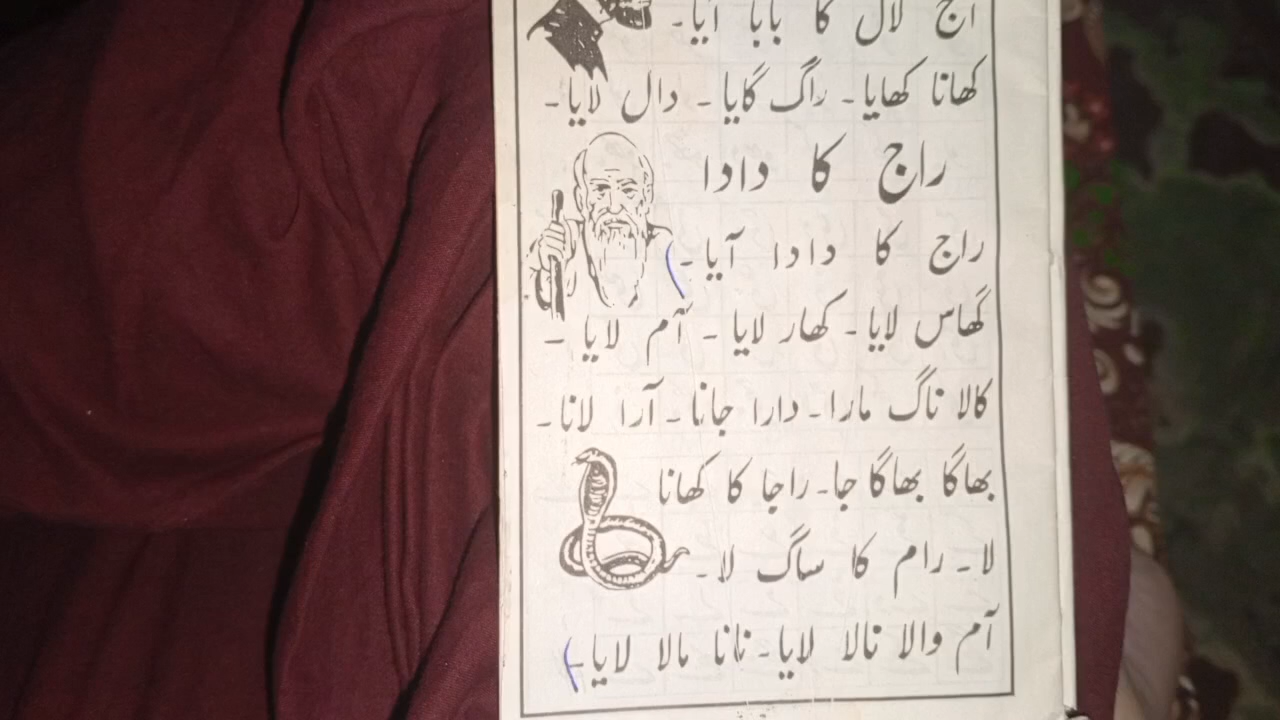 آج لال کا بابا آیا۔
کھانا کھایا۔ راگ گایا۔ دال لایا۔
راج کا دادا
راج کا دادا آیا۔
گھاس لایا۔ کھار لایا۔ آم لایا۔
کالا ناگ مارا۔ دارا جانا۔ آرا لانا۔
بھاگا بھاگا جا۔ راجا کا کھانا
لا۔ رام کا ساگ لا۔
آم والا نالا لایا۔ نانا مالا لایا۔